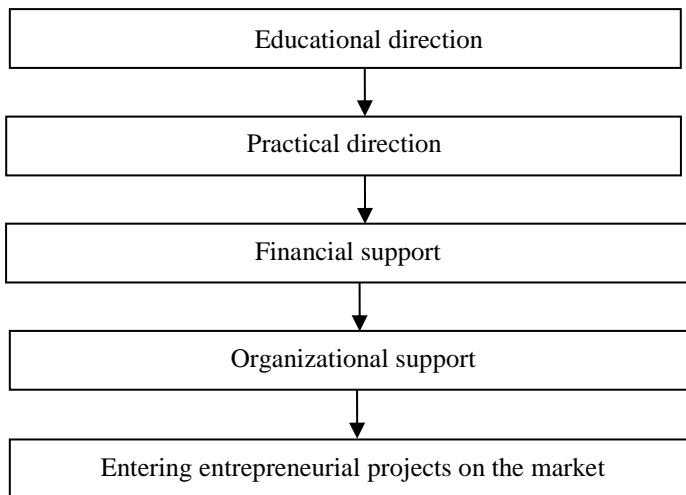 Educational direction
Practical direction
Financial support
Organizational support
Entering entrepreneurial projects on the market